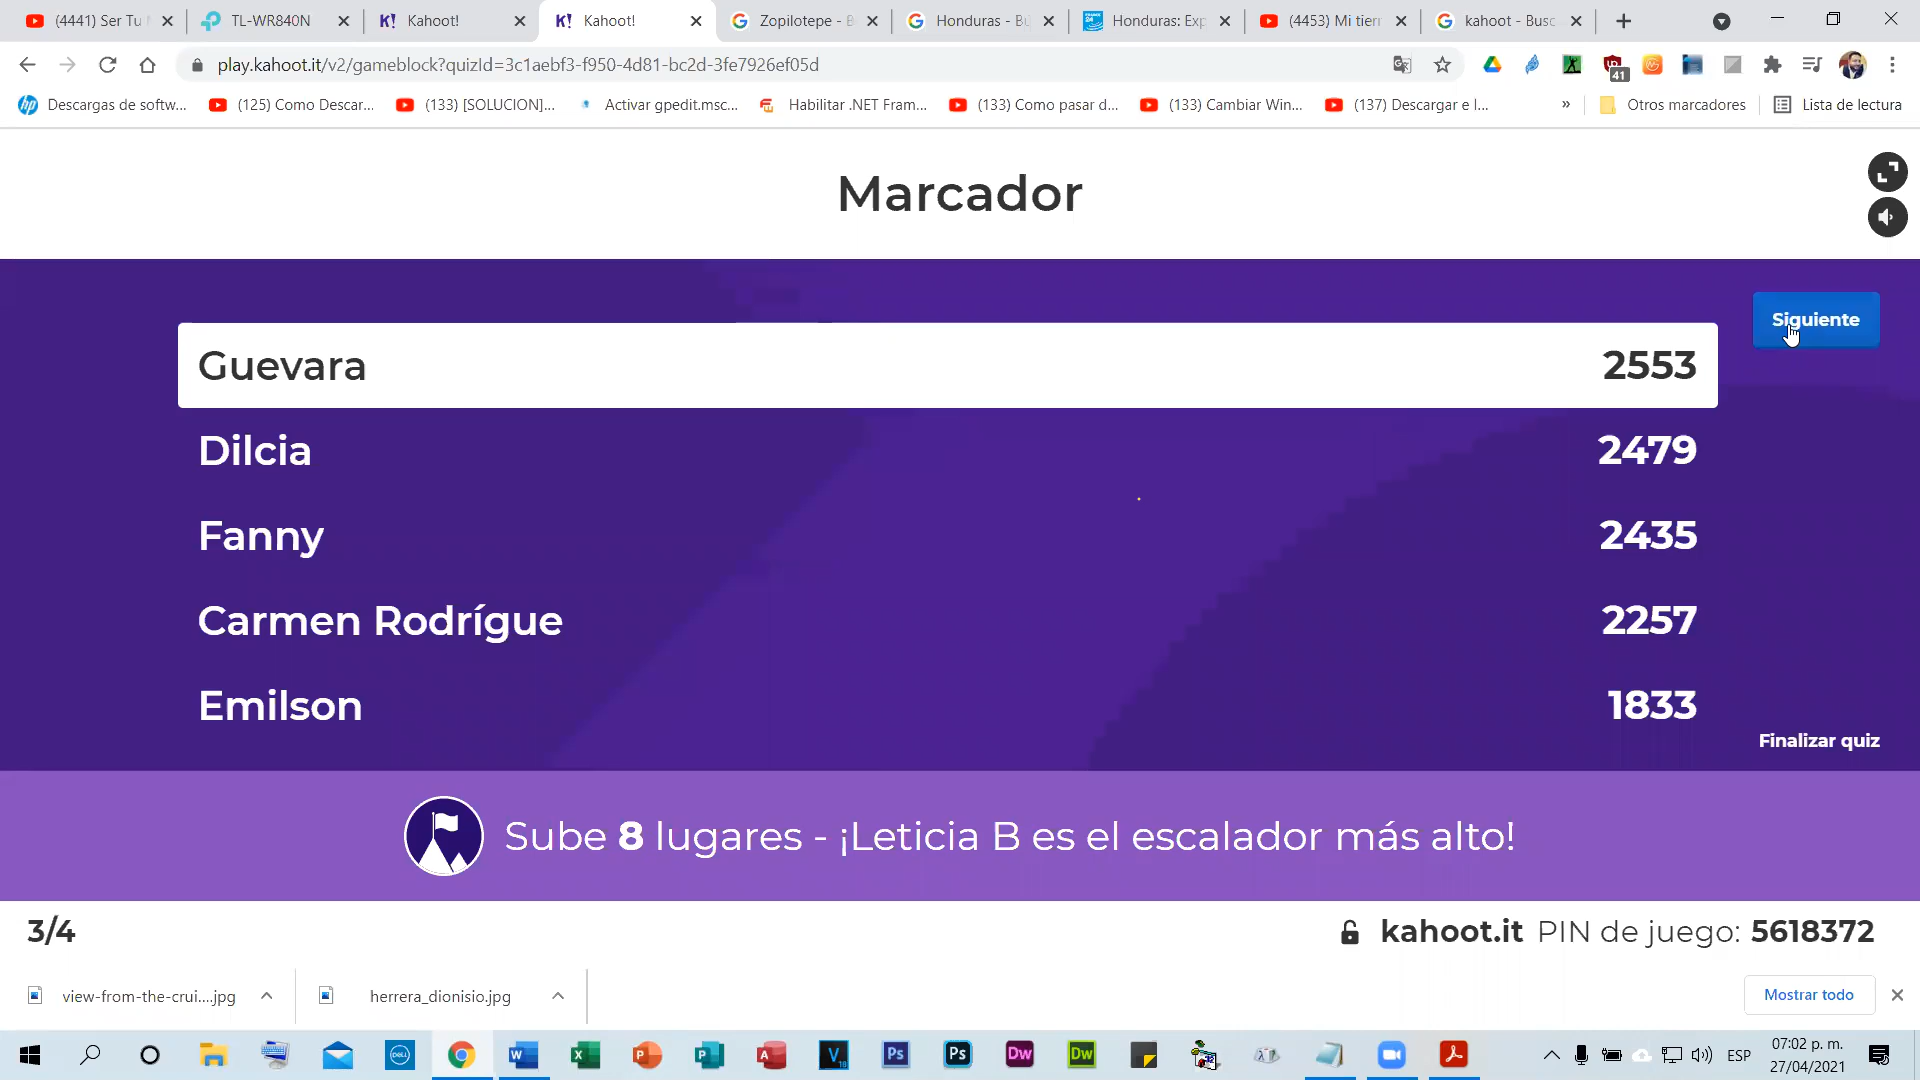 (4441) Ser Tu
TL-WR840N
Kahoot!
Kahoot!
Zopilotepe - B
Honduras - Bú
Honduras: Exp
(4453) Mi tierr
kahoot - Busc
play.kahoot.it/v2/gameblock?quizId=3c1aebf3-f950-4d81-bc2d-3fe7926ef05d
41
Descargas de softw...
(125) Como Descar...
(133) [SOLUCION]...
Activar gpedit.msc...
Habilitar .NET Fram...
(133) Como pasar d...
(133) Cambiar Win...
(137) Descargar e I...
»
Otros marcadores
Lista de lectura
Marcador
Siguiente
Guevara 2553
Dilcia 2479
Fanny 2435
Carmen Rodrígue 2257
Emilson 1833
Finalizar quiz
Sube 8 lugares - ¡Leticia B es el escalador más alto!
3/4
kahoot.it PIN de juego: 5618372
view-from-the-crui....jpg
herrera_dionisio.jpg
Mostrar todo
ESP
07:02 p. m.
27/04/2021